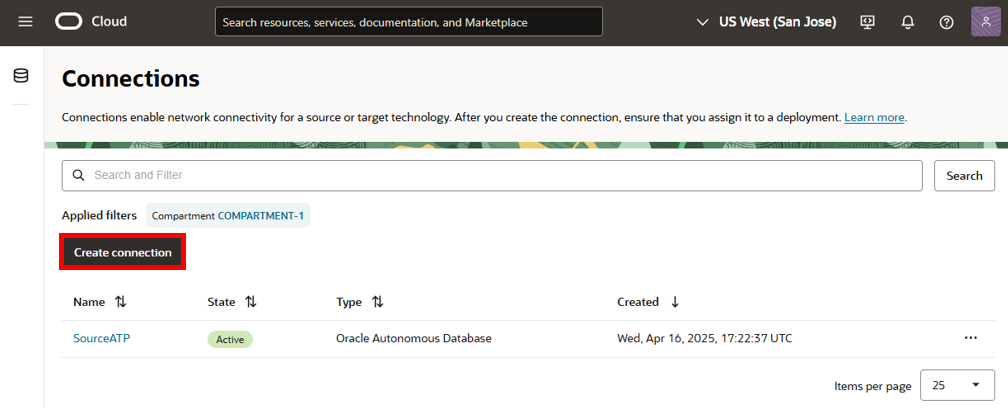 Cloud
Search resources, services, documentation, and Marketplace
US West (San Jose)
Connections
Connections enable network connectivity for a source or target technology. After you create the connection, ensure that you assign it to a deployment. Learn more.
Search and Filter
Search
Applied filters
Compartment COMPARTMENT-1
Create connection
Name State Type Created
SourceATP Active Oracle Autonomous Database Wed, Apr 16, 2025, 17:22:37 UTC
Items per page 25